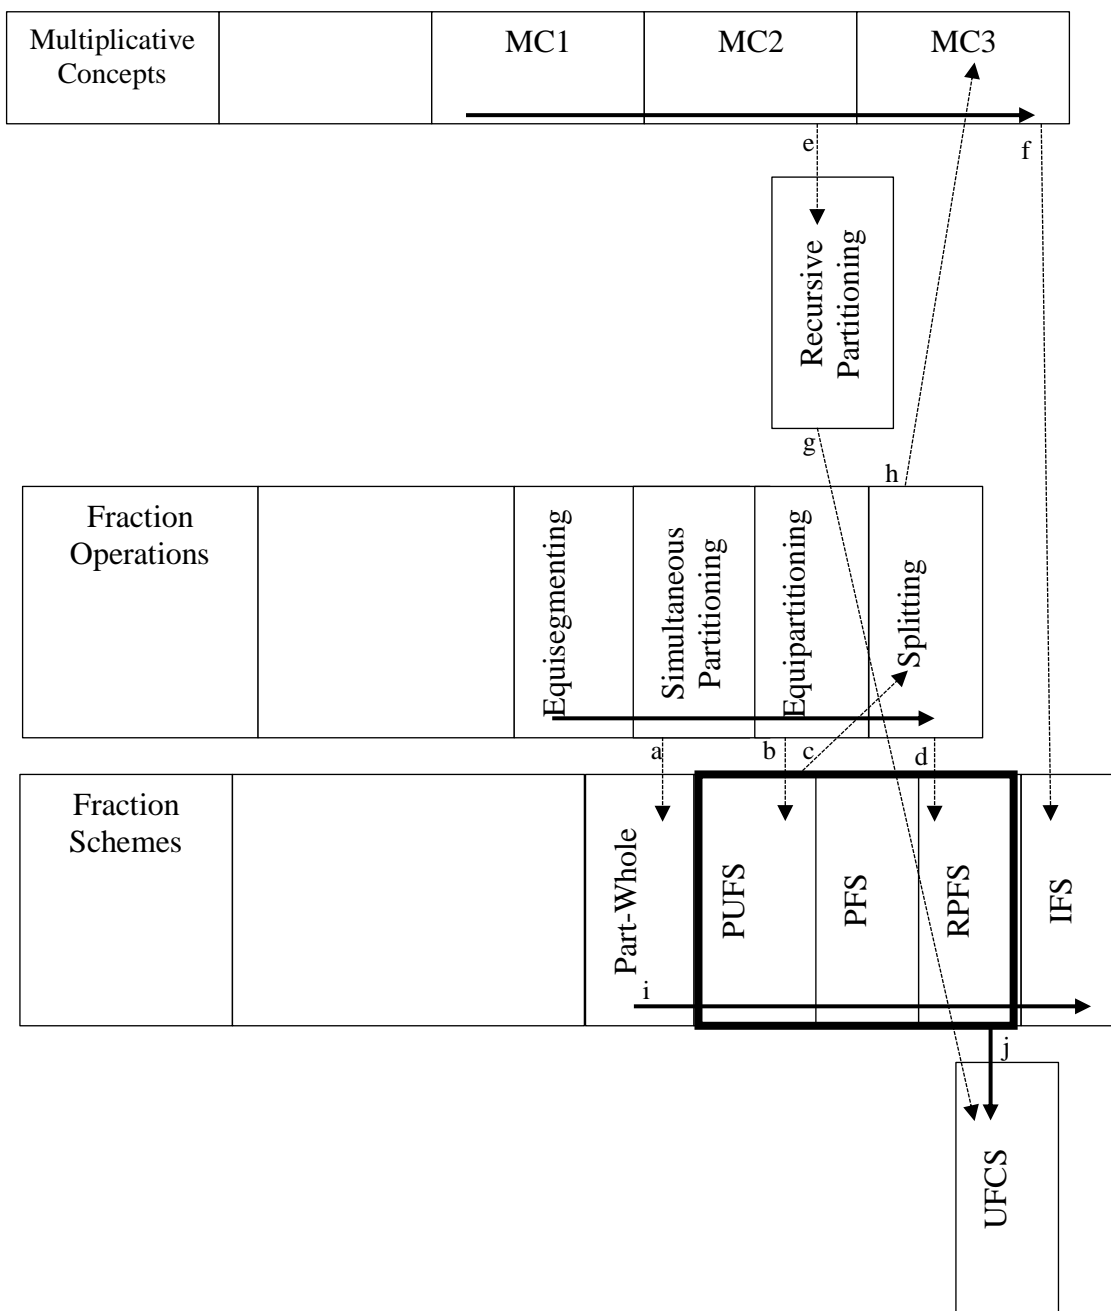 Multiplicative
Concepts
MC1
MC2
MC3
e
f
Recursive
Partitioning
g
h
Fraction
Operations
Equisegmenting
Simultaneous
Partitioning
Equipartitioning
Splitting
a
b
c
d
Fraction
Schemes
Part-Whole
PUFS
PFS
RPFS
IFS
i
j
UFCS